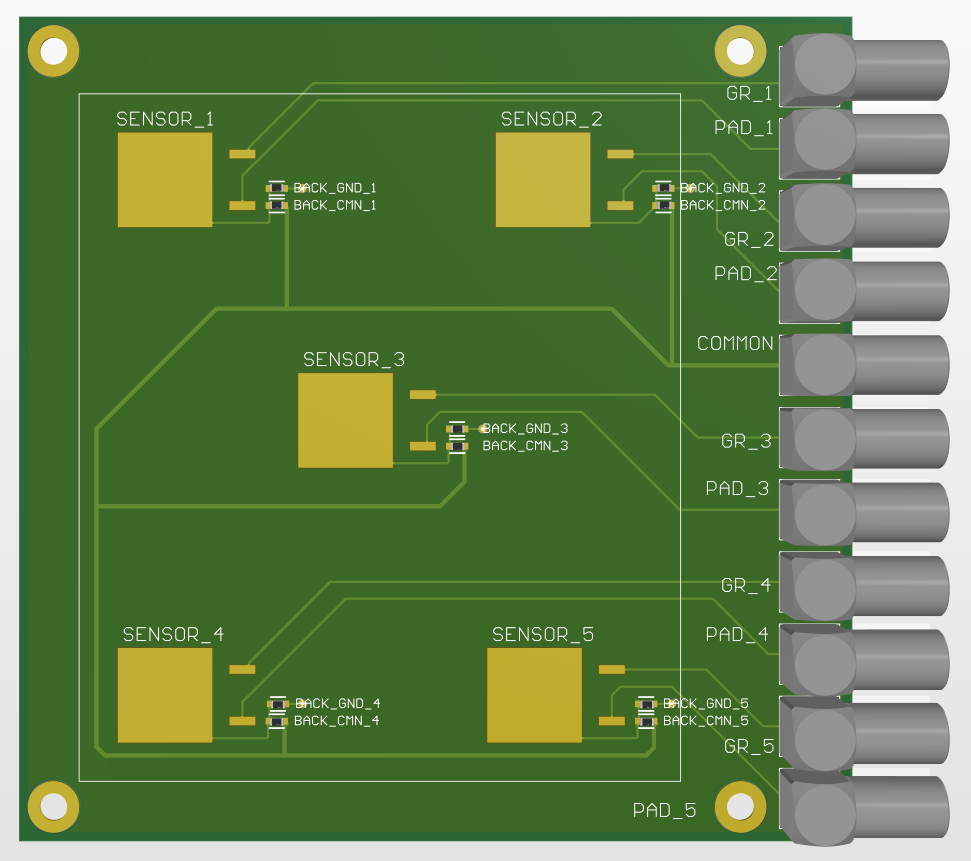 GR_1
SENSOR_1
SENSOR_2
PAD_1
BACK_GND_1
BACK_CMN_1
BACK_GND_2
BACK_CMN_2
GR_2
PAD_2
COMMON
SENSOR_3
BACK_GND_3
BACK_CMN_3
GR_3
PAD_3
GR_4
SENSOR_4
SENSOR_5
PAD_4
BACK_GND_4
BACK_CMN_4
BACK_GND_5
BACK_CMN_5
GR_5
PAD_5